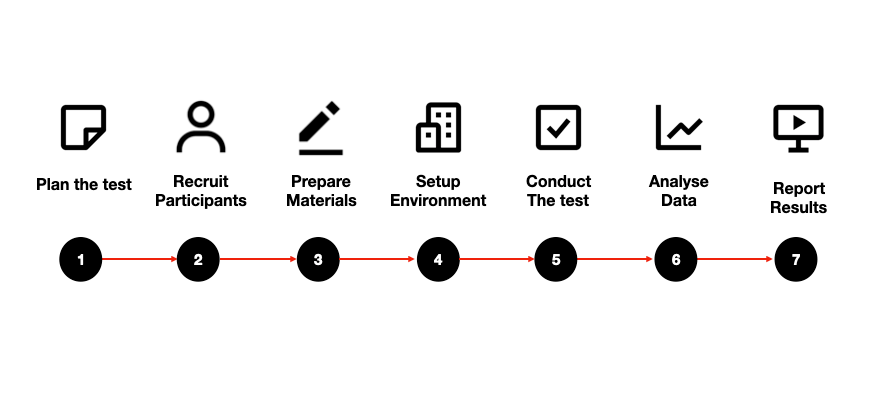 Plan the test
Recruit
Participants
Prepare
Materials
Setup
Environment
Conduct
The test
Analyse
Data
Report
Results
1
2
3
4
5
6
7